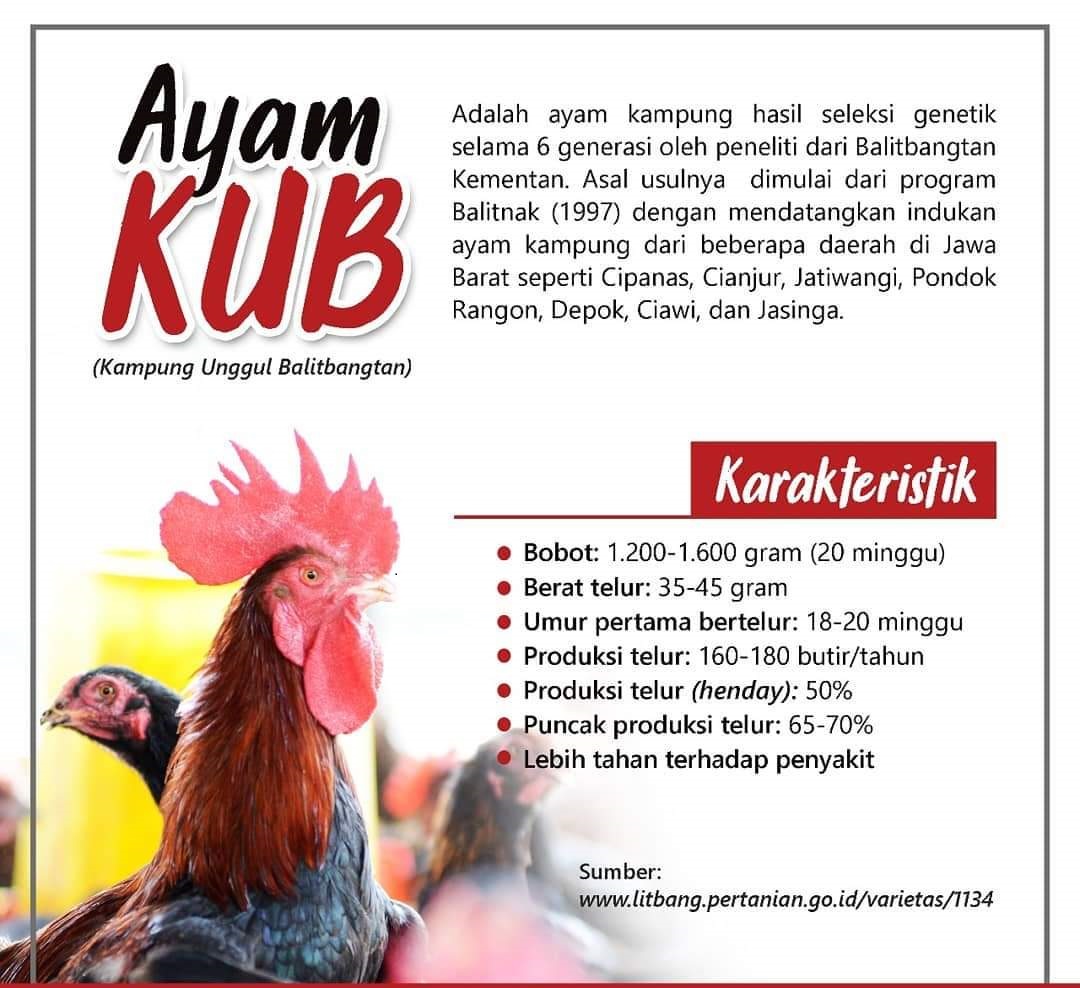 Ayam
KUB
(Kampung Unggul Balitbangtan)
Adalah ayam kampung hasil seleksi genetik
selama 6 generasi oleh peneliti dari Balitbangtan
Kementan. Asal usulnya dimulai dari program
Balitnak (1997) dengan mendatangkan indukan
ayam kampung dari beberapa daerah di Jawa
Barat seperti Cipanas, Cianjur, Jatiwangi, Pondok
Rangon, Depok, Ciawi, dan Jasinga.
Karakteristik
• Bobot: 1.200-1.600 gram (20 minggu)
• Berat telur: 35-45 gram
• Umur pertama bertelur: 18-20 minggu
• Produksi telur: 160-180 butir/tahun
• Produksi telur (henday): 50%
• Puncak produksi telur: 65-70%
• Lebih tahan terhadap penyakit
Sumber:
www.litbang.pertanian.go.id/varietas/1134